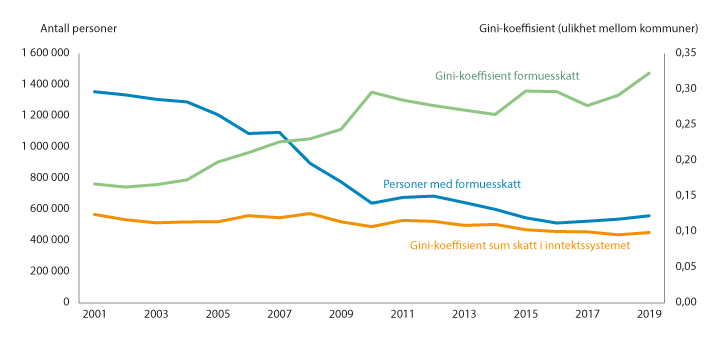 Antall personer
Gini-koeffisient (ulikhet mellom kommuner)
1 600 000
1 400 000
1 200 000
1 000 000
800 000
600 000
400 000
200 000
0
0,35
0,30
0,25
0,20
0,15
0,10
0,05
0,00
Gini-koeffisient formuesskatt
Personer med formuesskatt
Gini-koeffisient sum skatt i inntektssystemet
2001 2003 2005 2007 2009 2011 2013 2015 2017 2019